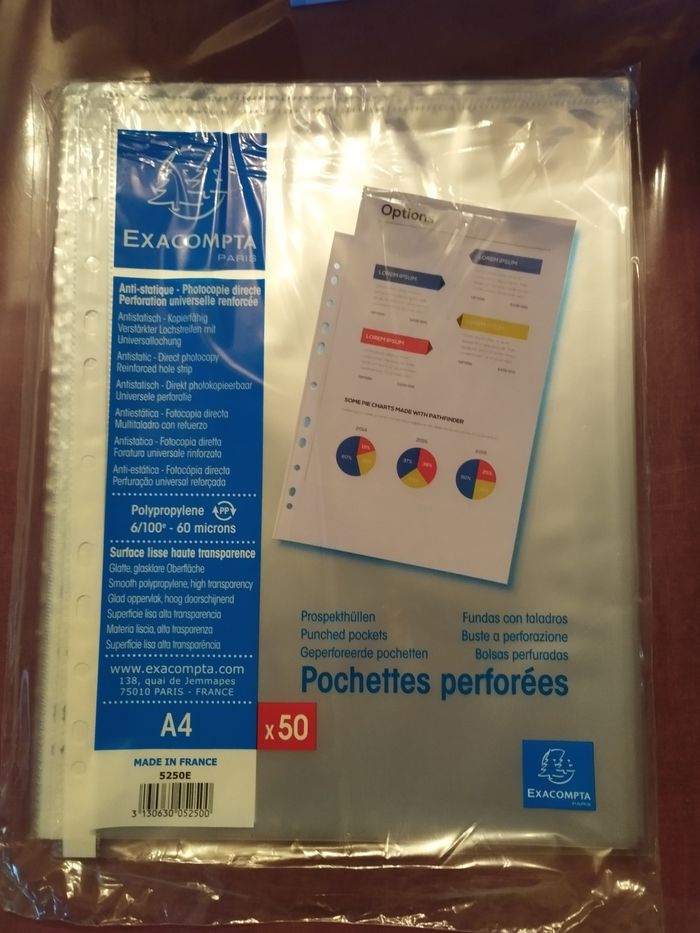 EXACOMPTA
PARIS
Anti-statique - Photocopie directe
Perforation universelle renforcée
Antistatisch - Kopierfähig
Verstärkter Lochstreifen mit
Universallochung
Antistatic - Direct photocopy
Reinforced hole strip
Antistatisch - Direkt photokopieerbaar
Universele perforatie
Antiestática - Fotocopia directa
Multitaladro con refuerzo
Antistatico - Fotocopia diretta
Foratura universale rinforzata
Anti-estática - Fotocópia directa
Perfuração universal reforçada
Polypropylene PP
6/100e - 60 microns
Surface lisse haute transparence
Glatte, glasklare Oberfläche
Smooth polypropylene, high transparency
Glad oppervlak, hoog doorschijnend
Superficie lisa alta transparencia
Materia liscia, alta trasparenza
Superfície lisa alta transparência
www.exacompta.com
138, quai de Jemmapes
75010 PARIS - FRANCE
A4
x 50
MADE IN FRANCE
5250E
3 130630 052500
Options
LOREM IPSUM
LOREM IPSUM
LOREM IPSUM
LOREM IPSUM
SOME PIE CHARTS MADE WITH PATHFINDER
2014
2015
2016
Prospekthüllen
Punched pockets
Geperforeerde pochetten
Fundas con taladros
Buste a perforazione
Bolsas perfuradas
Pochettes perforées
EXACOMPTA
PARIS